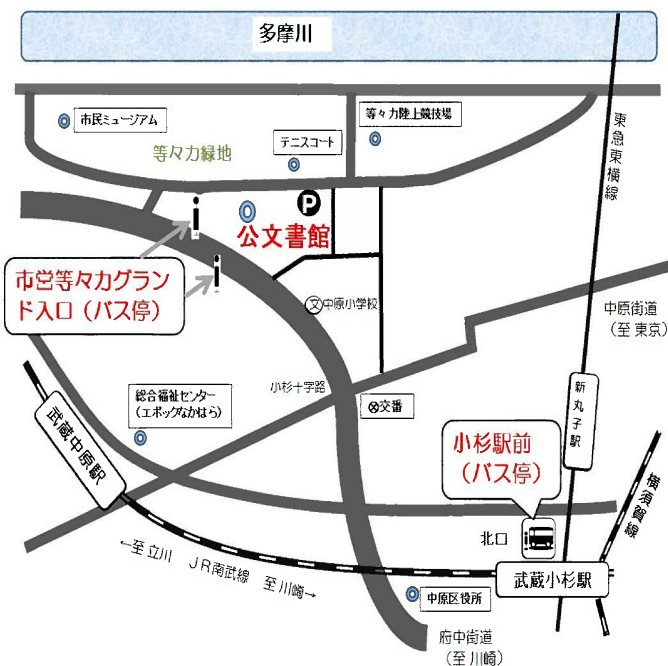 多摩川
市民ミュージアム
等々力陸上競技場
テニスコート
等々力緑地
東急東横線
P
公文書館
市営等々力グラン
ド入口（バス停）
文中原小学校
中原街道
（至 東京）
小杉十字路
総合福祉センター
（エポックなかはら）
交番
新丸子駅
武蔵中原駅
小杉駅前
（バス停）
横須賀線
北口
←至 立川　ＪＲ南武線　至 川崎→
武蔵小杉駅
中原区役所
府中街道
（至 川崎）